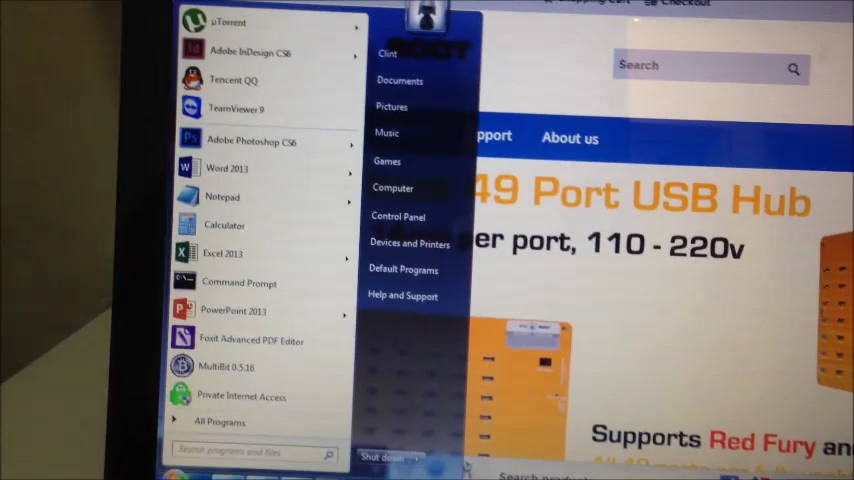 µTorrent
Adobe InDesign CS6
Tencent QQ
TeamViewer 9
Adobe Photoshop CS6
Word 2013
Notepad
Calculator
Excel 2013
Command Prompt
PowerPoint 2013
Foxit Advanced PDF Editor
MultiBit 0.5.16
Private Internet Access
All Programs
Search programs and files
Clint
Documents
Pictures
Music
Games
Computer
Control Panel
Devices and Printers
Default Programs
Help and Support
Shut down
Checkout
Search
pport About us
49 Port USB Hub
per port, 110 - 220v
Supports Red Fury and